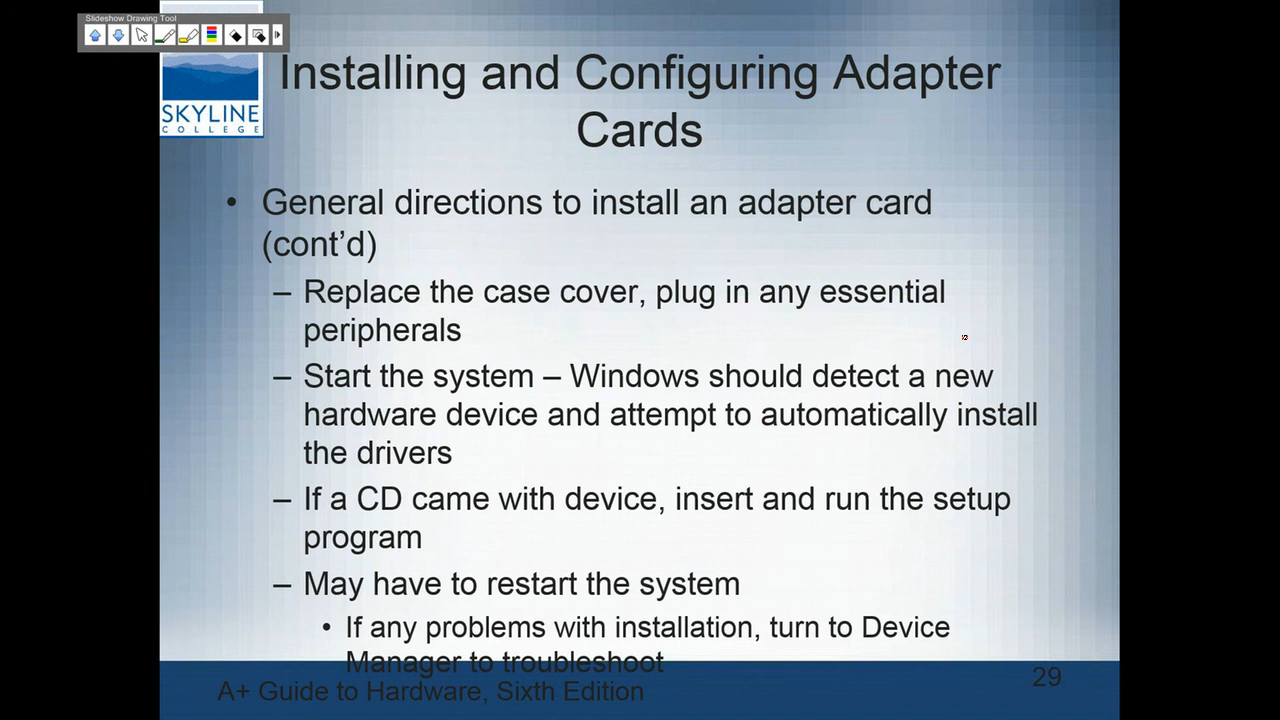 Slideshow Drawing Tool
SKYLINE
COLLEGE
Installing and Configuring Adapter
Cards
• General directions to install an adapter card
(cont’d)
– Replace the case cover, plug in any essential
peripherals
– Start the system – Windows should detect a new
hardware device and attempt to automatically install
the drivers
– If a CD came with device, insert and run the setup
program
– May have to restart the system
• If any problems with installation, turn to Device
Manager to troubleshoot
A+ Guide to Hardware, Sixth Edition
29